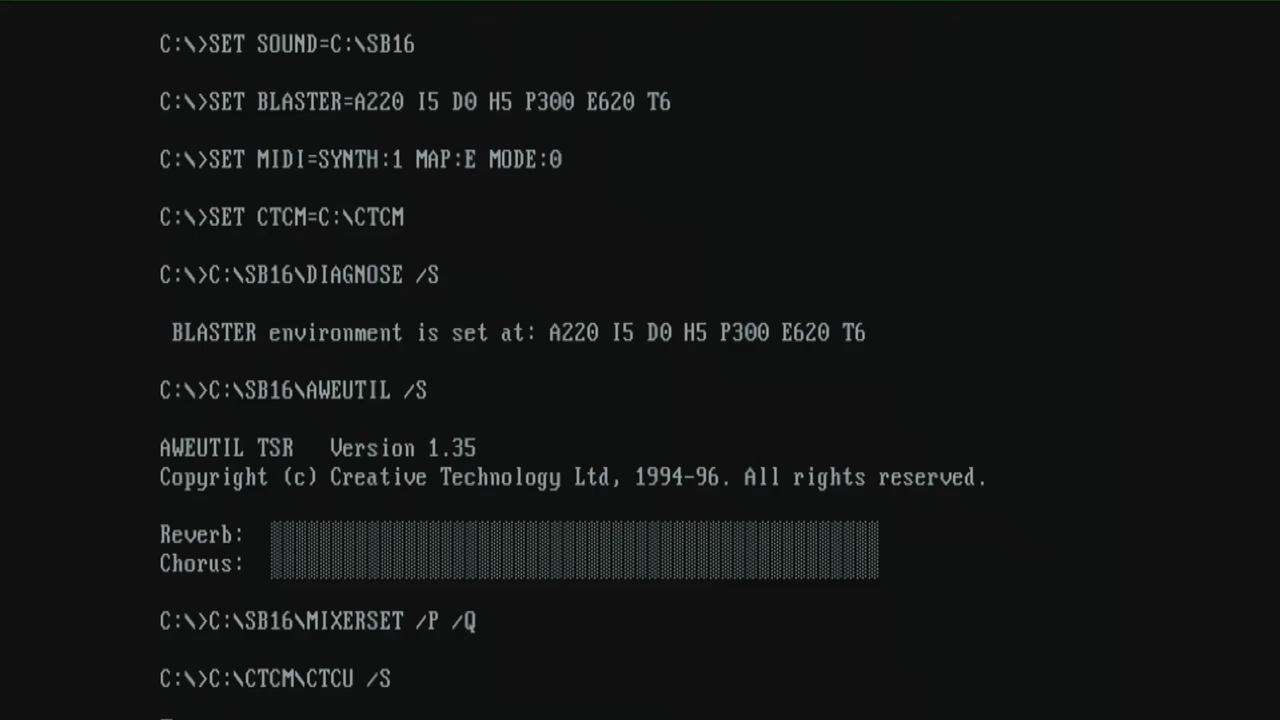 C:\>SET SOUND=C:\SB16
C:\>SET BLASTER=A220 I5 D0 H5 P300 E620 T6
C:\>SET MIDI=SYNTH:1 MAP:E MODE:0
C:\>SET CTCM=C:\CTCM
C:\>C:\SB16\DIAGNOSE /S
BLASTER environment is set at: A220 I5 D0 H5 P300 E620 T6
C:\>C:\SB16\AWEUTIL /S
AWEUTIL TSR   Version 1.35
Copyright (c) Creative Technology Ltd, 1994-96. All rights reserved.
Reverb:
Chorus:
C:\>C:\SB16\MIXERSET /P /Q
C:\>C:\CTCM\CTCU /S